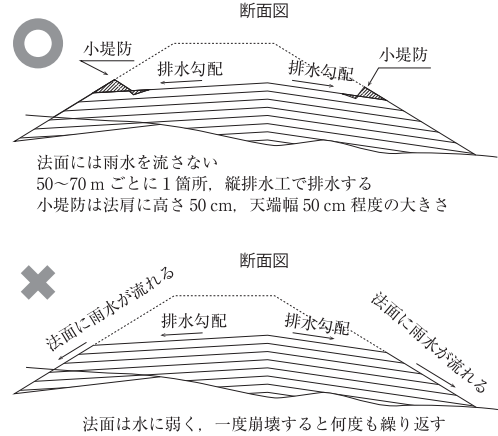 断面図
小堤防
小堤防
排水勾配
排水勾配
法面には雨水を流さない
50〜70 m ごとに 1 箇所，縦排水工で排水する
小堤防は法肩に高さ 50 cm，天端幅 50 cm 程度の大きさ
断面図
法面に雨水が流れる
法面に雨水が流れる
排水勾配
排水勾配
法面は水に弱く，一度崩壊すると何度も繰り返す